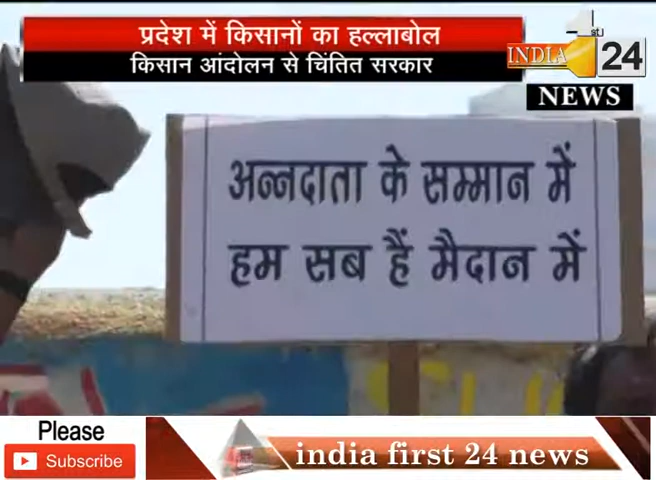 प्रदेश में किसानों का हल्लाबोल
किसान आंदोलन से चिंतित सरकार
INDIA 1st 24
NEWS
अन्नदाता के सम्मान में
हम सब हैं मैदान में
Please
Subscribe
india first 24 news